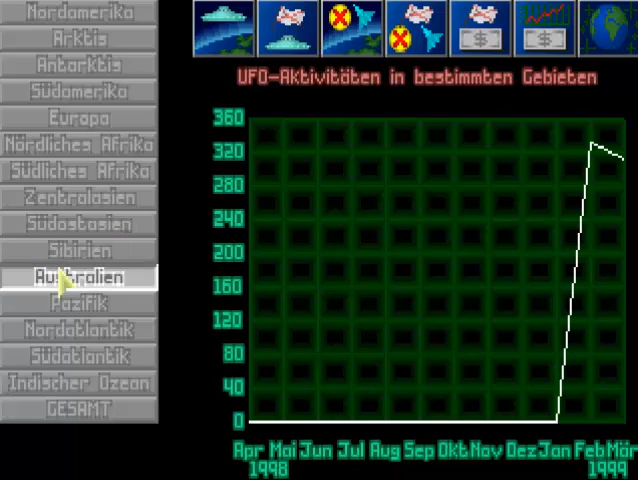 Nordamerika
Arktis
Antarktis
Südamerika
Europa
Nördliches Afrika
Südliches Afrika
Zentralasien
Südostasien
Sibirien
Australien
Pazifik
Nordatlantik
Südatlantik
Indischer Ozean
GESAMT
$ $
UFO-Aktivitäten in bestimmten Gebieten
360
320
280
240
200
160
120
80
40
0
Apr Mai Jun Jul Aug Sep Okt Nov Dez Jan Feb Mär
1998 1999